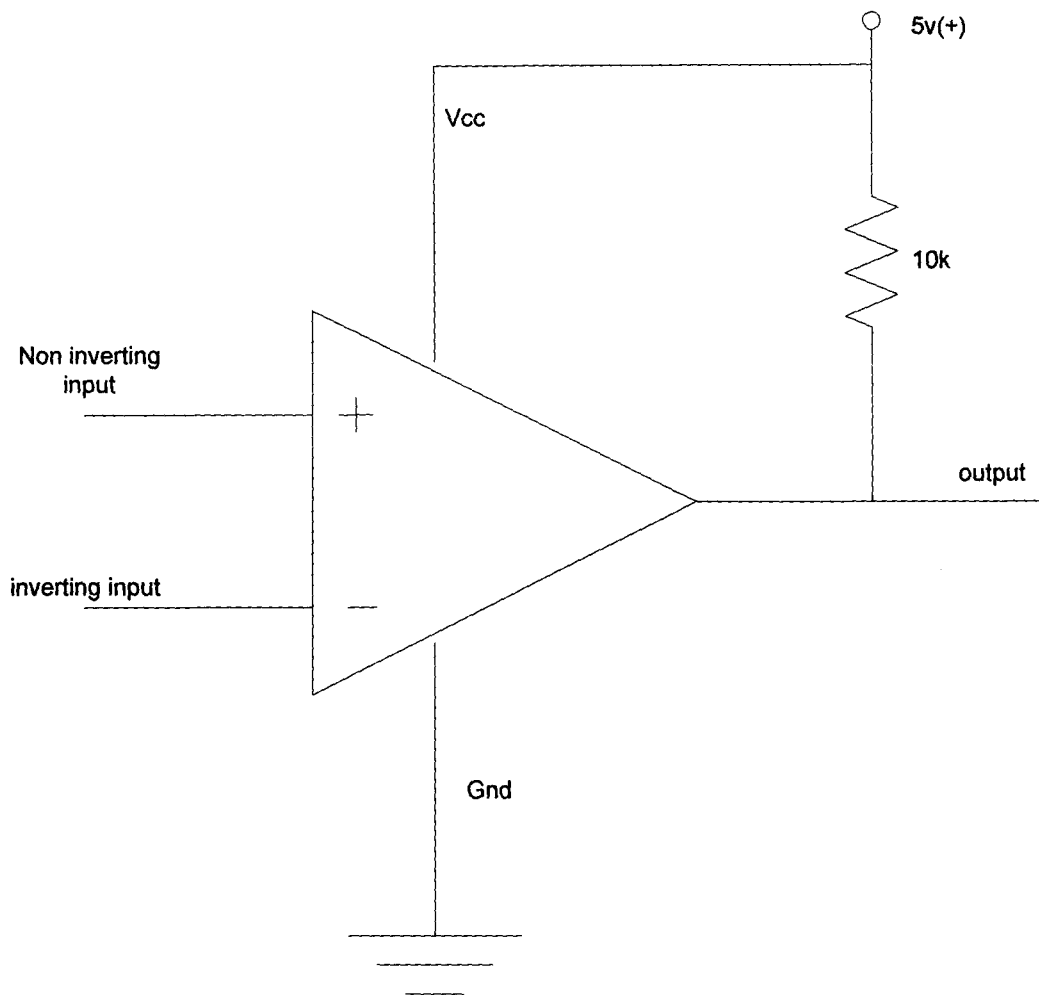 5v(+)
Vcc
10k
Non inverting
input
+
output
inverting input
−
Gnd